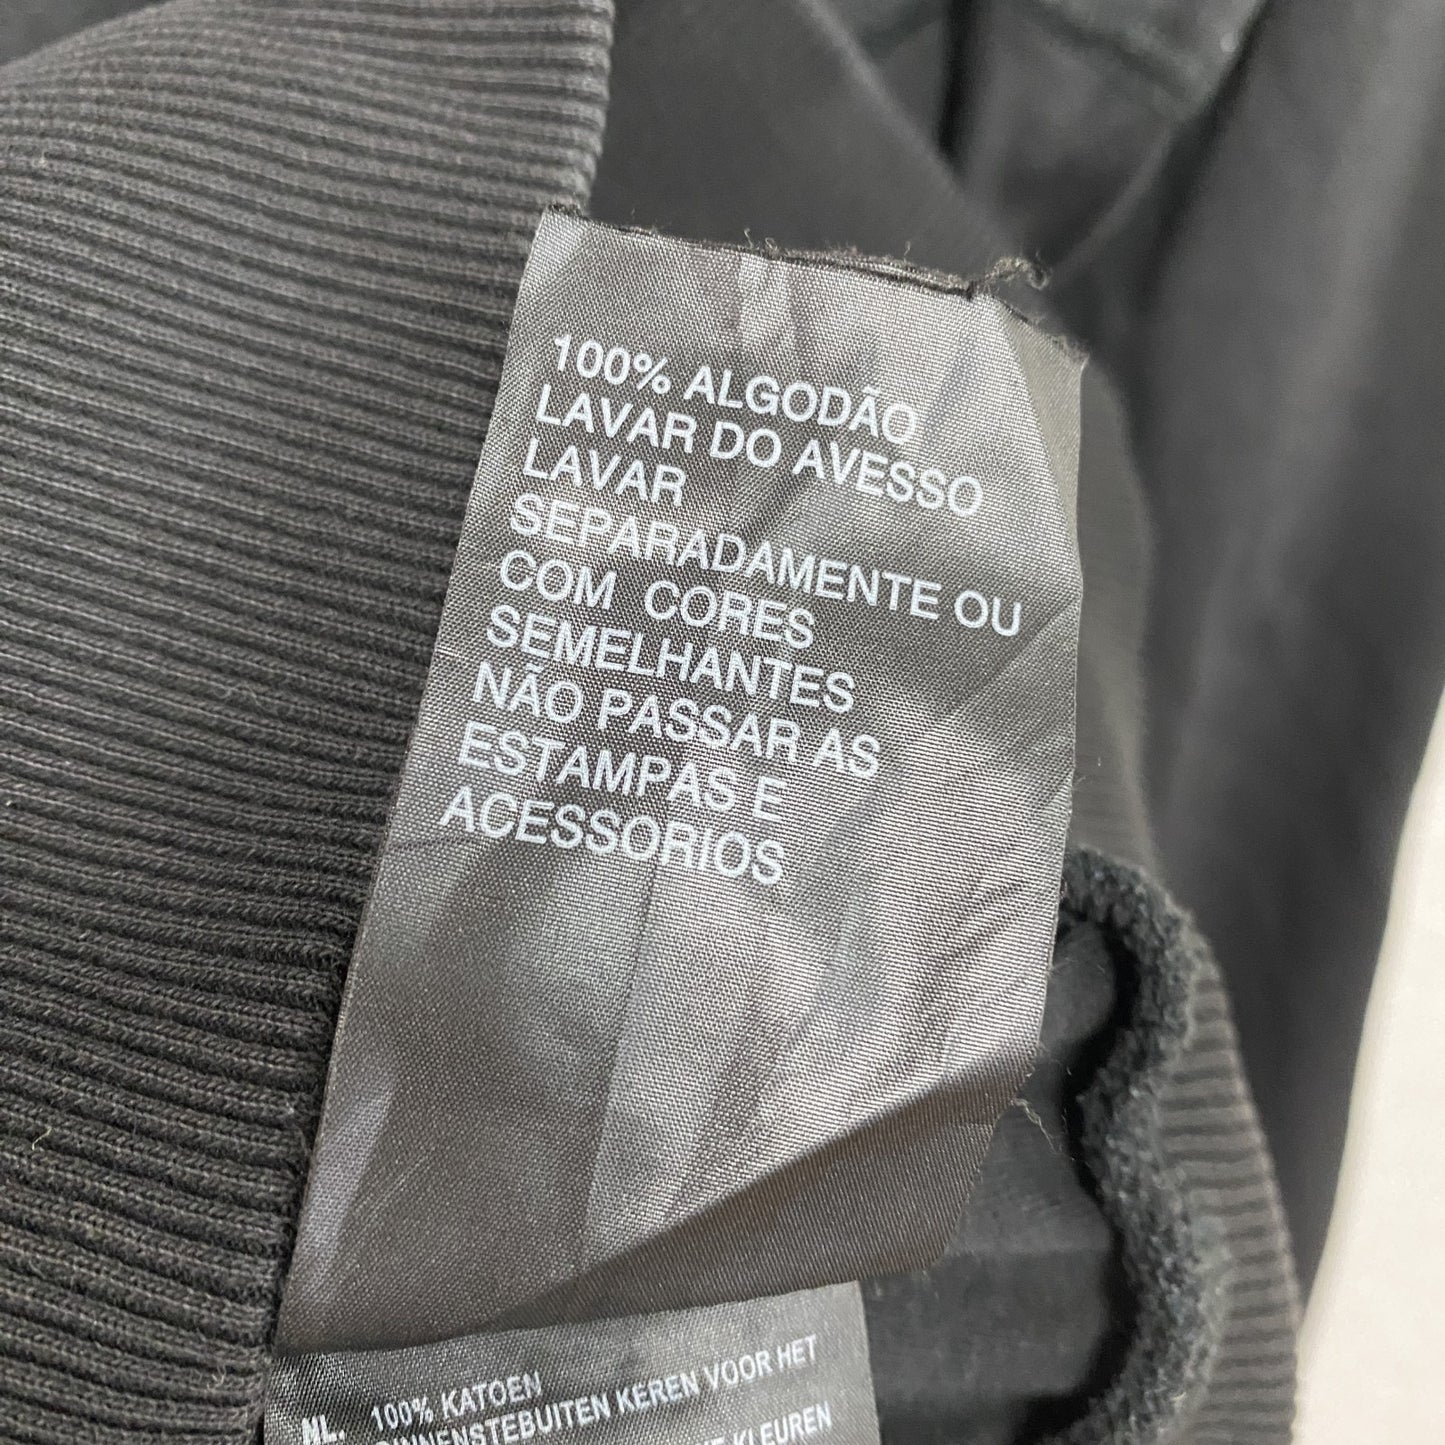 100% ALGODÃO
LAVAR DO AVESSO
LAVAR
SEPARADAMENTE OU
COM CORES
SEMELHANTES
NÃO PASSAR AS
ESTAMPAS E
ACESSORIOS
NL. 100% KATOEN
BINNENSTEBUITEN KEREN VOOR HET
KLEUREN